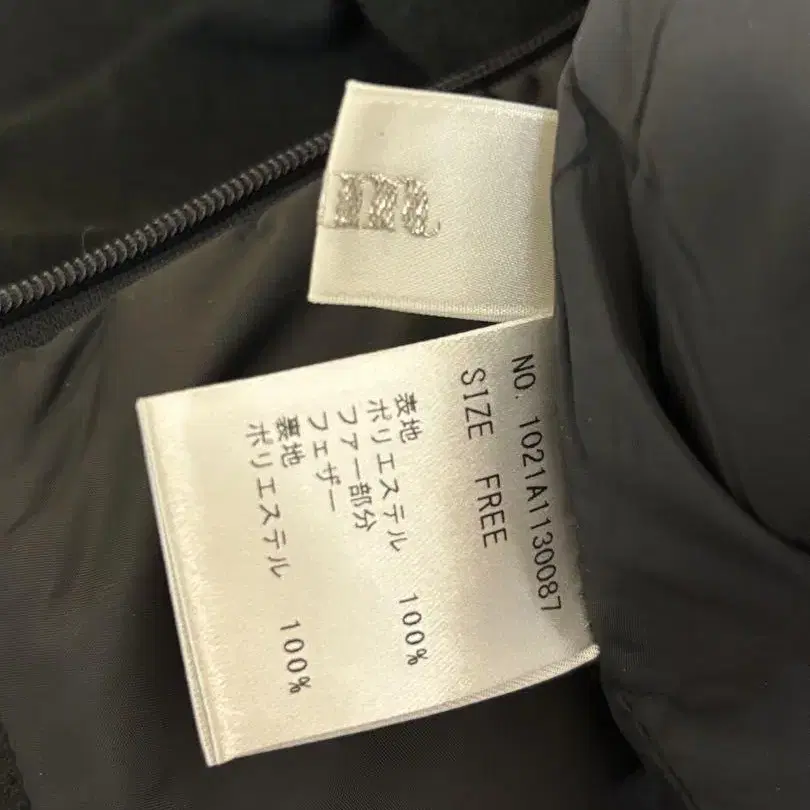 m
NO. 1021A1130087
SIZE FREE
表地
ポリエステル 100%
ファー部分
フェザー
裏地
ポリエステル 100%